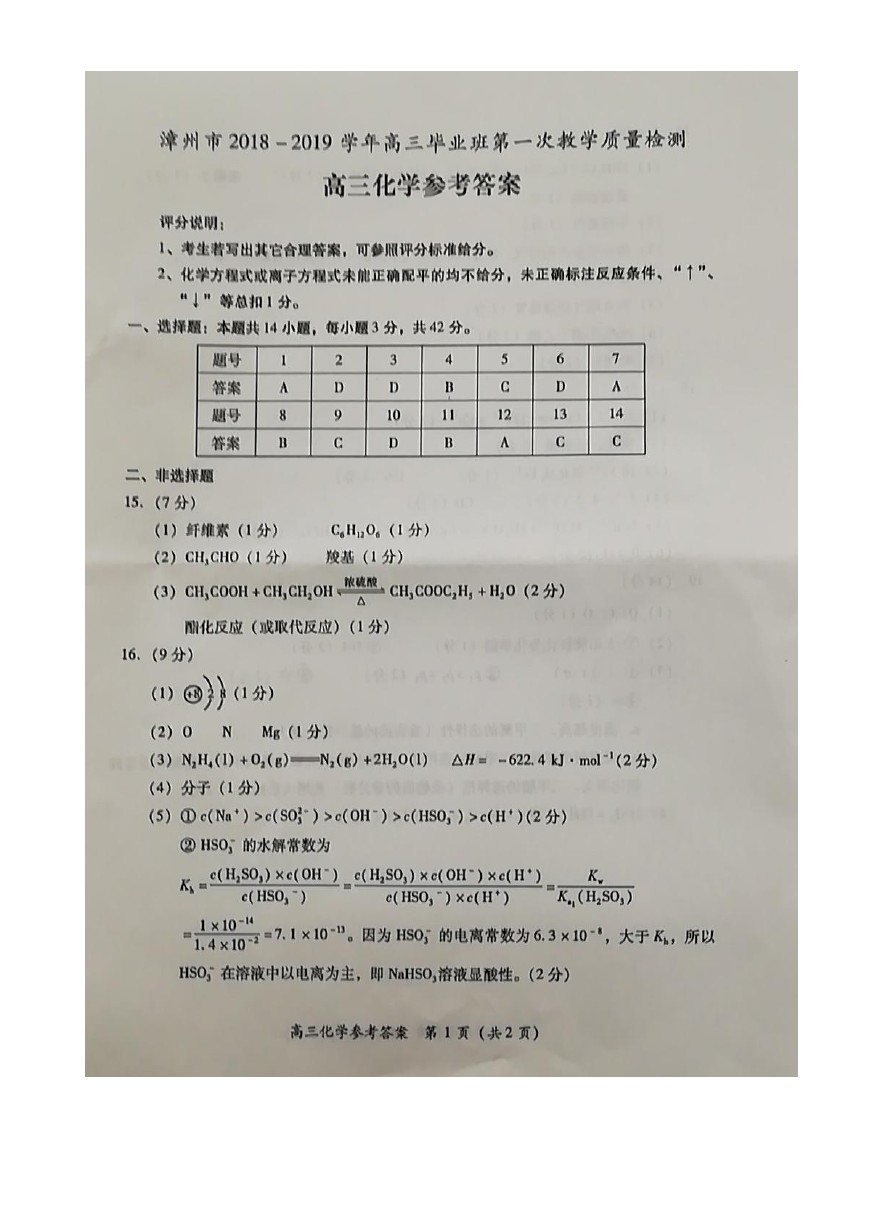 漳州市 2018-2019 学年高三毕业班第一次教学质量检测
高三化学参考答案
评分说明：
1、考生若写出其它合理答案，可参照评分标准给分。
2、化学方程式或离子方程式未能正确配平的均不给分，未正确标注反应条件、“↑”、
“↓”等总扣1分。
一、选择题：本题共14小题，每小题3分，共42分。
题号 1 2 3 4 5 6 7
答案 A D D B C D A
题号 8 9 10 11 12 13 14
答案 B C D B A C C
二、非选择题
15.（7分）
（1）纤维素（1分） C₆H₁₂O₆（1分）
（2）CH₃CHO（1分） 羧基（1分）
（3）CH₃COOH + CH₃CH₂OH ⇌（浓硫酸，△） CH₃COOC₂H₅ + H₂O（2分）
酯化反应（或取代反应）（1分）
16.（9分）
（1）+8 2 8（1分）
（2）O N Mg（1分）
（3）N₂H₄(l) + O₂(g) ══ N₂(g) + 2H₂O(l) △H = -622.4 kJ·mol⁻¹（2分）
（4）分子（1分）
（5）① c(Na⁺) > c(SO₃²⁻) > c(OH⁻) > c(HSO₃⁻) > c(H⁺)（2分）
② HSO₃⁻ 的水解常数为
Kₕ = c(H₂SO₃)×c(OH⁻) / c(HSO₃⁻) = c(H₂SO₃)×c(OH⁻)×c(H⁺) / c(HSO₃⁻)×c(H⁺) = K_w / K_a₁(H₂SO₃)
= 1×10⁻¹⁴ / 1.4×10⁻² = 7.1×10⁻¹³。因为 HSO₃⁻ 的电离常数为 6.3×10⁻⁸，大于 Kₕ，所以
HSO₃⁻ 在溶液中以电离为主，即 NaHSO₃溶液显酸性。（2分）
高三化学参考答案 第1页（共2页）